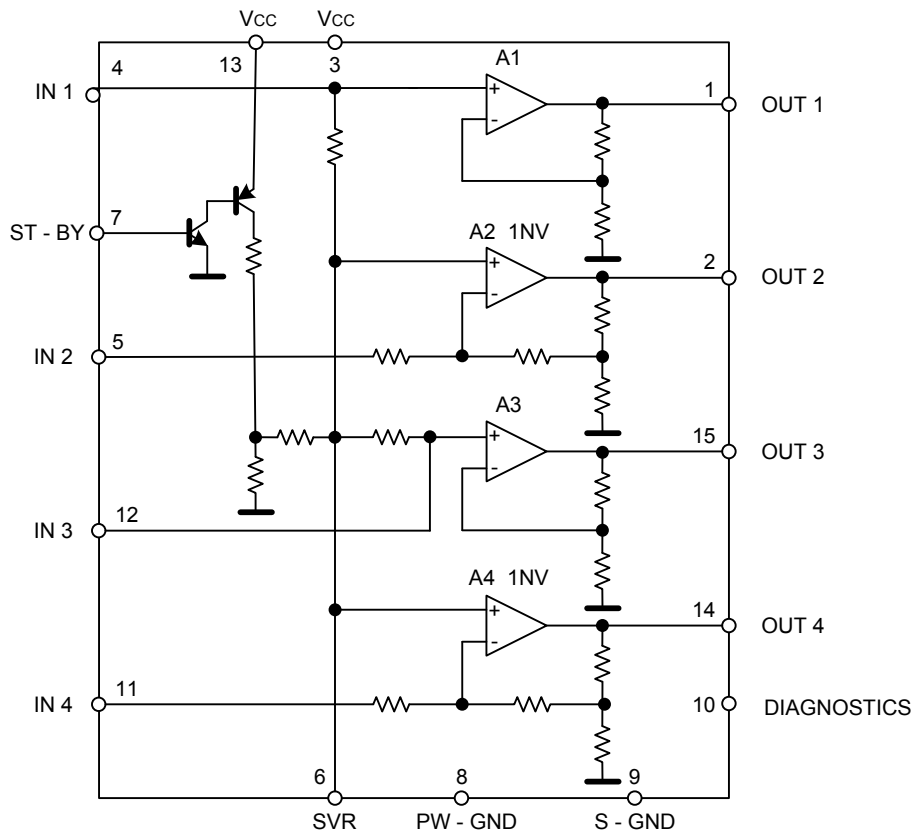 VCC VCC
4 13 3 A1
IN 1 1 OUT 1
+
-
7
ST - BY A2 1NV 2 OUT 2
+
-
5
IN 2
A3
+ 15 OUT 3
-
12
IN 3
A4 1NV
+ 14 OUT 4
-
11
IN 4 10 DIAGNOSTICS
6 8 9
SVR PW - GND S - GND